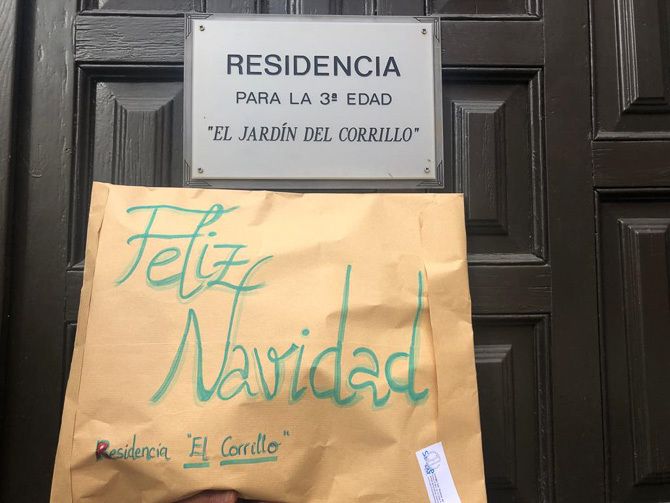 RESIDENCIA
PARA LA 3ª EDAD
"EL JARDÍN DEL CORRILLO"
Feliz
Navidad
Residencia "El Corrillo"